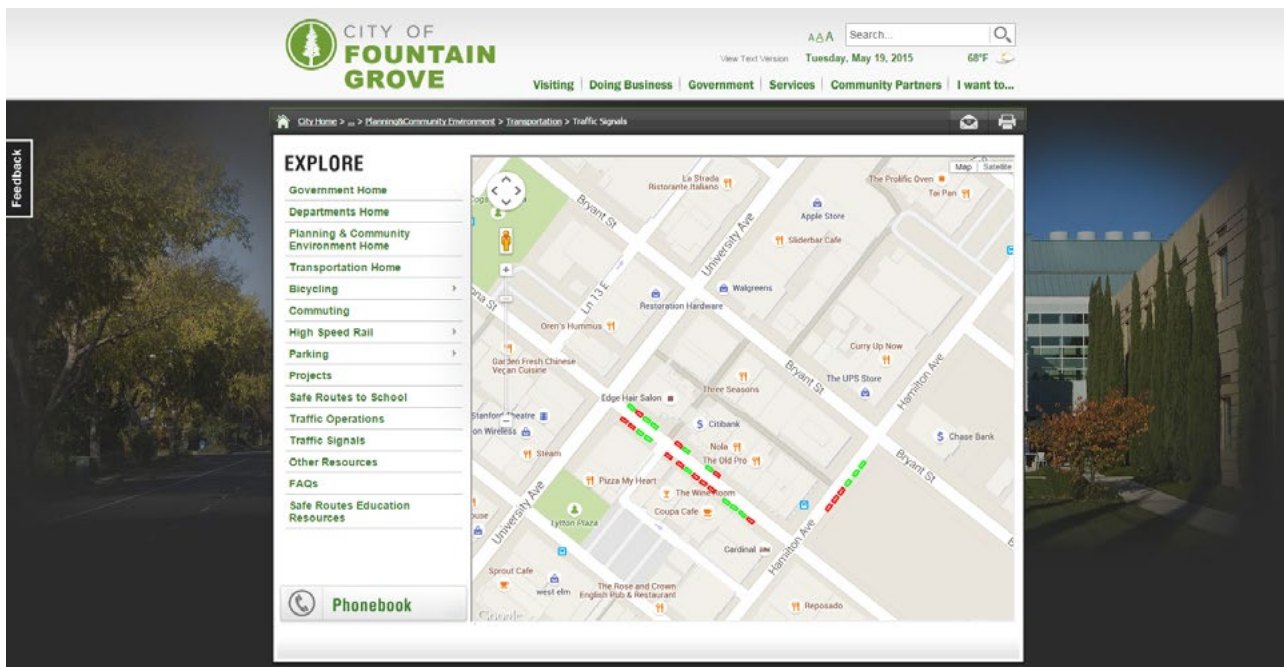 CITY OF
FOUNTAIN
GROVE
A A A
Search...
View Text Version
Tuesday, May 19, 2015
68°F
Visiting
Doing Business
Government
Services
Community Partners
I want to...
Feedback
City Home > ... > Planning&Community Environment > Transportation > Traffic Signals
EXPLORE
Government Home
Departments Home
Planning & Community
Environment Home
Transportation Home
Bicycling
Commuting
High Speed Rail
Parking
Projects
Safe Routes to School
Traffic Operations
Traffic Signals
Other Resources
FAQs
Safe Routes Education
Resources
Phonebook
Map
Satellite
La Strada
Ristorante Italiano
The Prolific Oven
Tai Pan
Bryant St
University Ave
Apple Store
Sliderbar Cafe
Ln 13 E
Walgreens
Restoration Hardware
Oren's Hummus
Garden Fresh Chinese
Vegan Cuisine
Curry Up Now
Bryant St
The UPS Store
Hamilton Ave
Three Seasons
Edge Hair Salon
Stanford Theatre
on Wireless
Citibank
Nola
The Old Pro
Steam
Chase Bank
Bryant St
Pizza My Heart
The Wine Room
Coupa Cafe
University Ave
Lytton Plaza
Hamilton Ave
Cardinal
Sprout Cafe
west elm
The Rose and Crown
English Pub & Restaurant
Reposado
Google